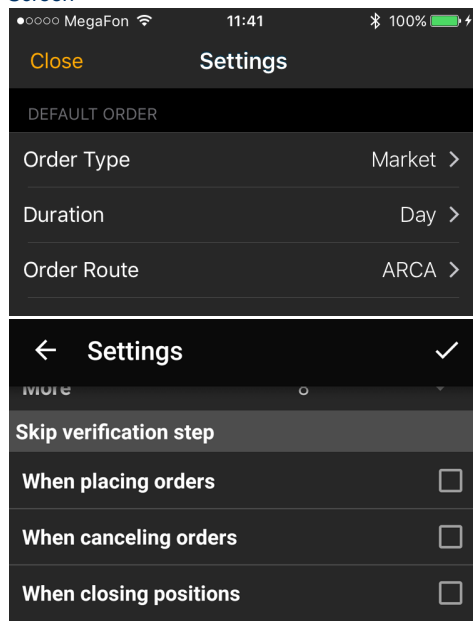 MegaFon 11:41 100%
Close Settings
DEFAULT ORDER
Order Type Market
Duration Day
Order Route ARCA
Settings
More
Skip verification step
When placing orders
When canceling orders
When closing positions